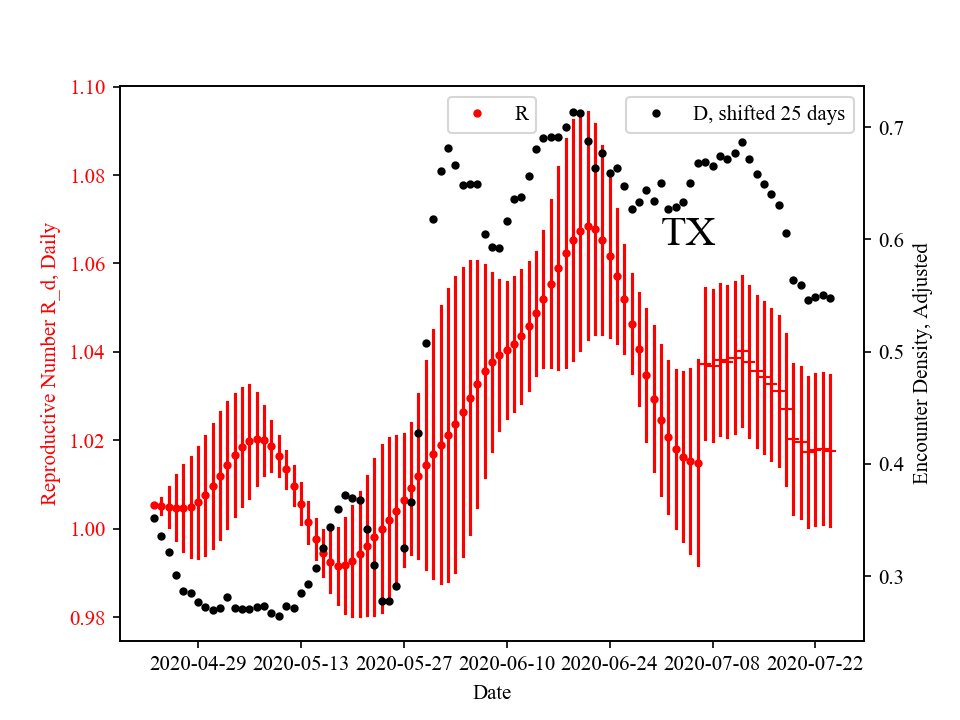 R
D, shifted 25 days
TX
Reproductive Number R_d, Daily
1.10
1.08
1.06
1.04
1.02
1.00
0.98
0.7
0.6
0.5
0.4
0.3
Encounter Density, Adjusted
2020-04-29 2020-05-13 2020-05-27 2020-06-10 2020-06-24 2020-07-08 2020-07-22
Date